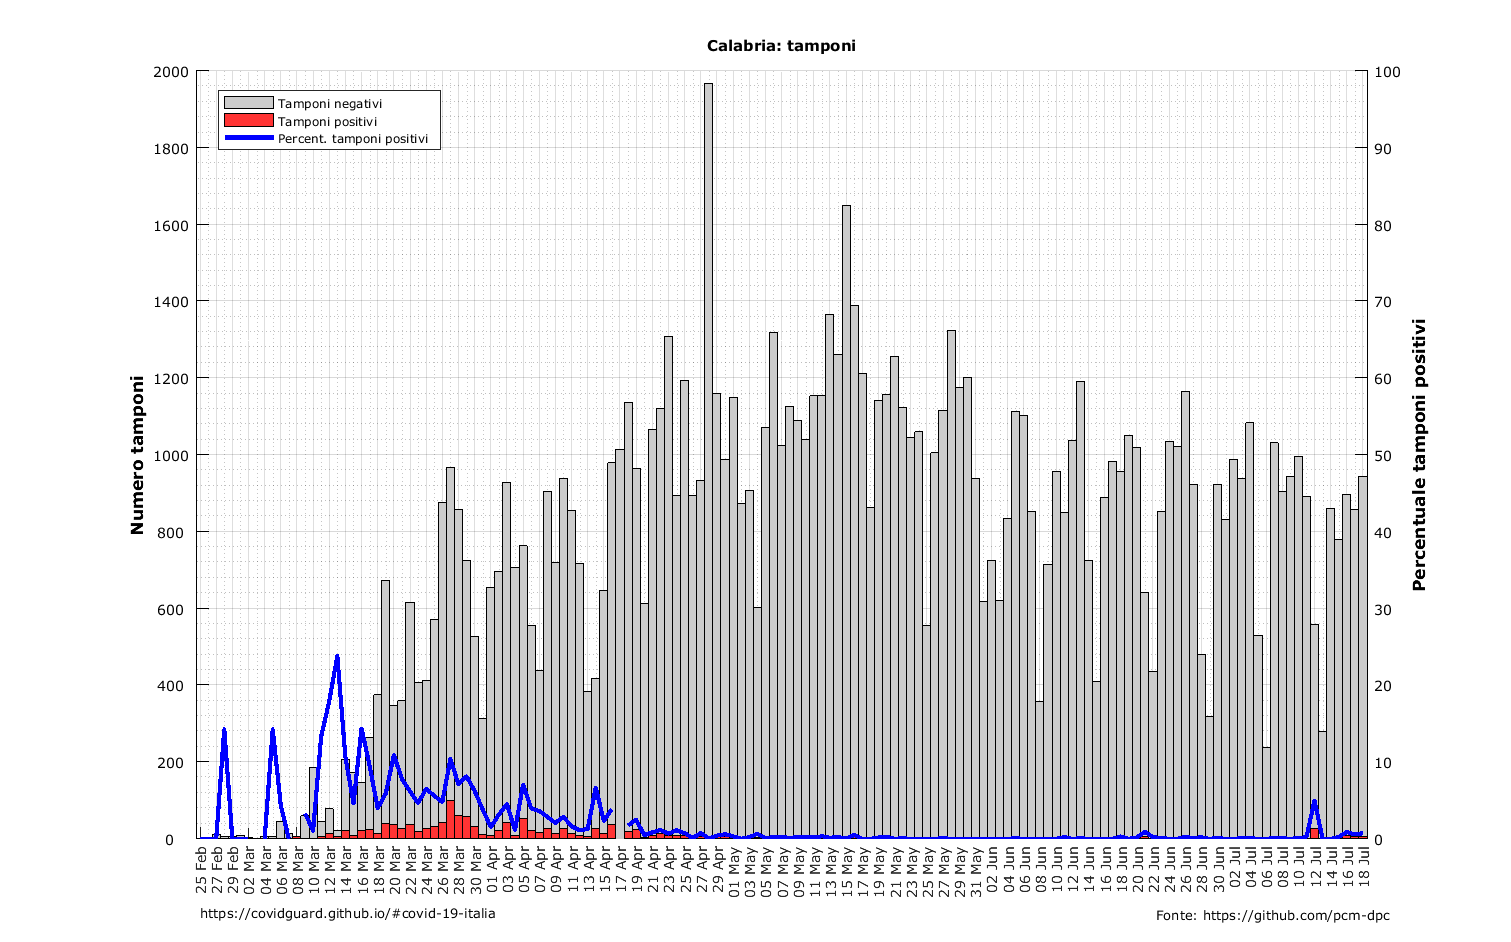 Calabria: tamponi
2000
1800
1600
1400
1200
1000
800
600
400
200
0
Numero tamponi
Tamponi negativi
Tamponi positivi
Percent. tamponi positivi
100
90
80
70
60
50
40
30
20
10
0
Percentuale tamponi positivi
25 Feb
27 Feb
29 Feb
02 Mar
04 Mar
06 Mar
08 Mar
10 Mar
12 Mar
14 Mar
16 Mar
18 Mar
20 Mar
22 Mar
24 Mar
26 Mar
28 Mar
30 Mar
01 Apr
03 Apr
05 Apr
07 Apr
09 Apr
11 Apr
13 Apr
15 Apr
17 Apr
19 Apr
21 Apr
23 Apr
25 Apr
27 Apr
29 Apr
01 May
03 May
05 May
07 May
09 May
11 May
13 May
15 May
17 May
19 May
21 May
23 May
25 May
27 May
29 May
31 May
02 Jun
04 Jun
06 Jun
08 Jun
10 Jun
12 Jun
14 Jun
16 Jun
18 Jun
20 Jun
22 Jun
24 Jun
26 Jun
28 Jun
30 Jun
02 Jul
04 Jul
06 Jul
08 Jul
10 Jul
12 Jul
14 Jul
16 Jul
18 Jul
https://covidguard.github.io/#covid-19-italia
Fonte: https://github.com/pcm-dpc